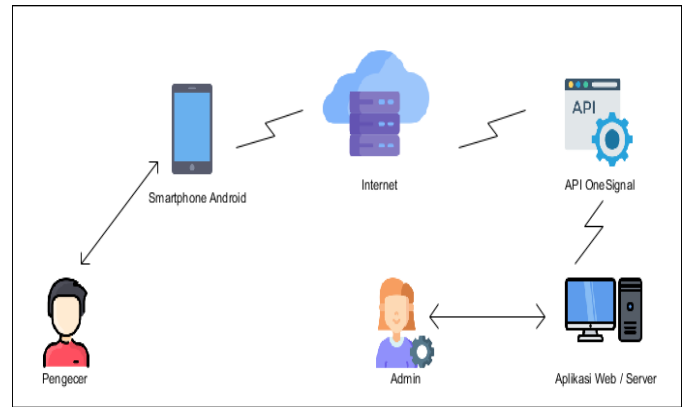 API
Smartphone Android
Internet
API OneSignal
Pengecer
Admin
Aplikasi Web / Server